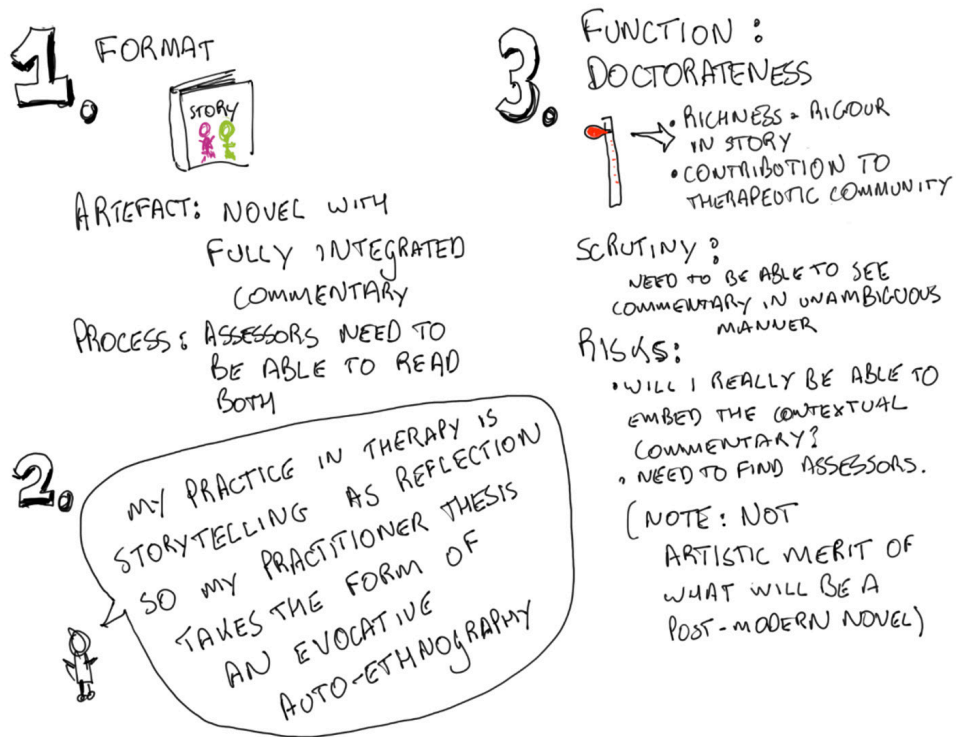 1. FORMAT
STORY
ARTEFACT: NOVEL WITH
FULLY INTEGRATED
COMMENTARY
PROCESS: ASSESSORS NEED TO
BE ABLE TO READ
BOTH
2.
MY PRACTICE IN THERAPY IS
STORYTELLING AS REFLECTION
SO MY PRACTITIONER THESIS
TAKES THE FORM OF
AN EVOCATIVE
AUTO-ETHNOGRAPHY
3. FUNCTION:
DOCTORATENESS
• RICHNESS + RIGOUR
IN STORY
• CONTRIBUTION TO
THERAPEUTIC COMMUNITY
SCRUTINY:
NEED TO BE ABLE TO SEE
COMMENTARY IN UNAMBIGUOUS
MANNER
RISKS:
• WILL I REALLY BE ABLE TO
EMBED THE CONTEXTUAL
COMMENTARY?
• NEED TO FIND ASSESSORS.
(NOTE: NOT
ARTISTIC MERIT OF
WHAT WILL BE A
POST-MODERN NOVEL)